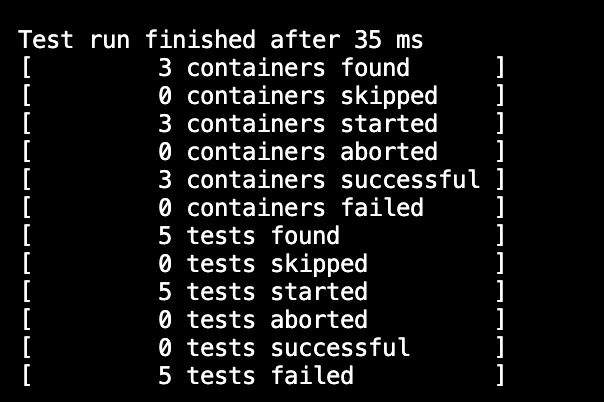 Test run finished after 35 ms
[         3 containers found      ]
[         0 containers skipped    ]
[         3 containers started    ]
[         0 containers aborted    ]
[         3 containers successful ]
[         0 containers failed     ]
[         5 tests found           ]
[         0 tests skipped         ]
[         5 tests started         ]
[         0 tests aborted         ]
[         0 tests successful      ]
[         5 tests failed          ]